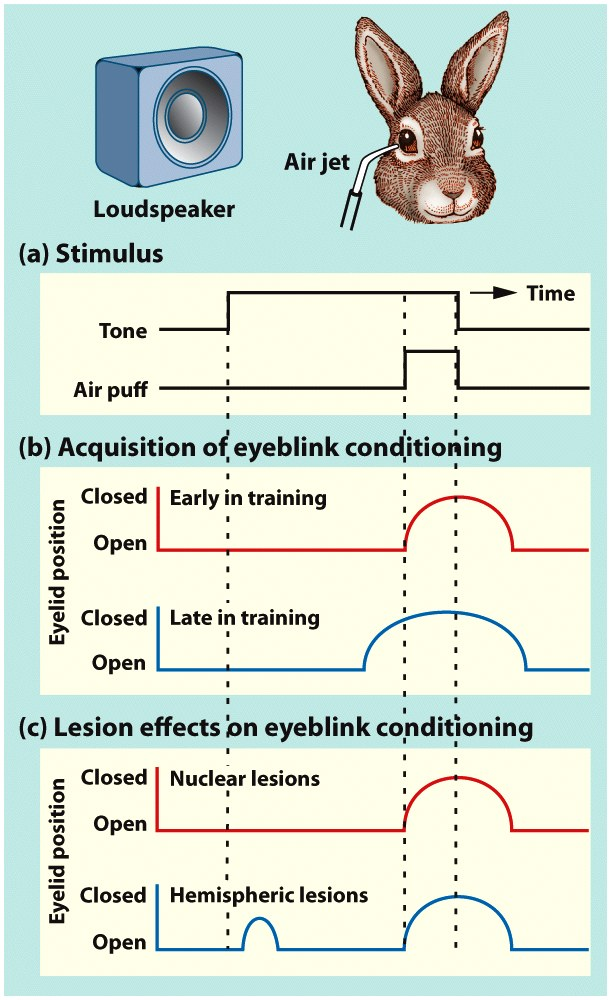 Loudspeaker
Air jet
(a) Stimulus
Time
Tone
Air puff
(b) Acquisition of eyeblink conditioning
Eyelid position
Closed
Early in training
Open
Closed
Late in training
Open
(c) Lesion effects on eyeblink conditioning
Eyelid position
Closed
Nuclear lesions
Open
Closed
Hemispheric lesions
Open